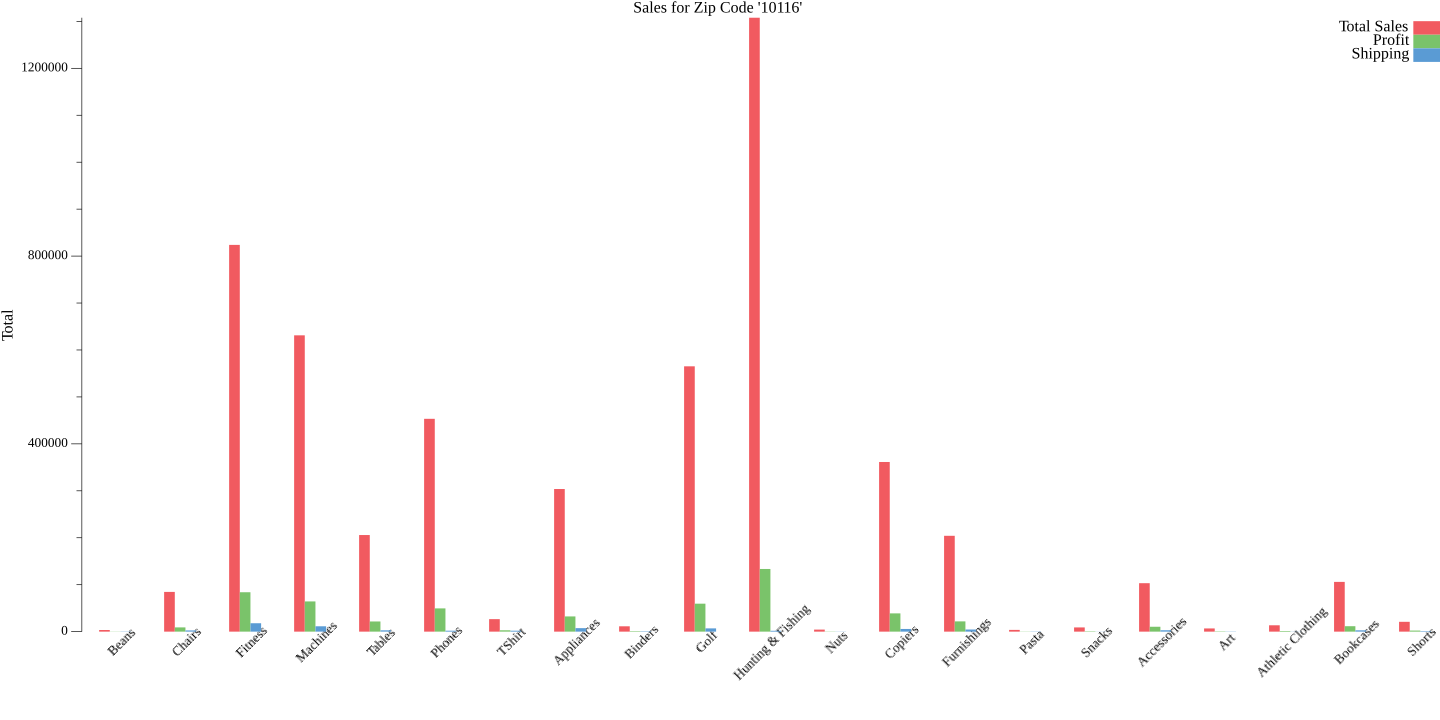 Sales for Zip Code '10116'
Total Sales
Profit
Shipping
1200000
800000
400000
0
Total
Beans
Chairs
Fitness
Machines
Tables
Phones
TShirt
Appliances
Binders
Golf
Hunting & Fishing
Nuts
Copiers
Furnishings
Pasta
Snacks
Accessories
Art
Athletic Clothing
Bookcases
Shorts